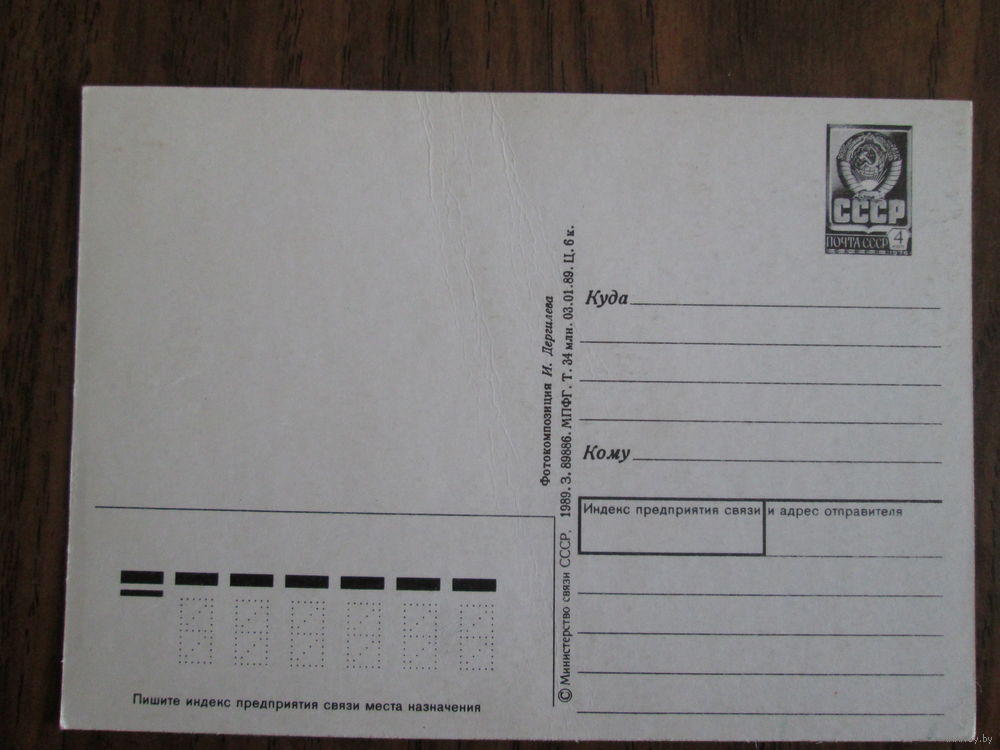 СССР
ПОЧТА СССР 4
Куда
Кому
Индекс предприятия связи и адрес отправителя
Фотокомпозиция И. Дергилева
© Министерство связи СССР. 1989. З. 89886. МПФГ. Т. 34 млн. 03.01.89. Ц. 6 к.
Пишите индекс предприятия связи места назначения